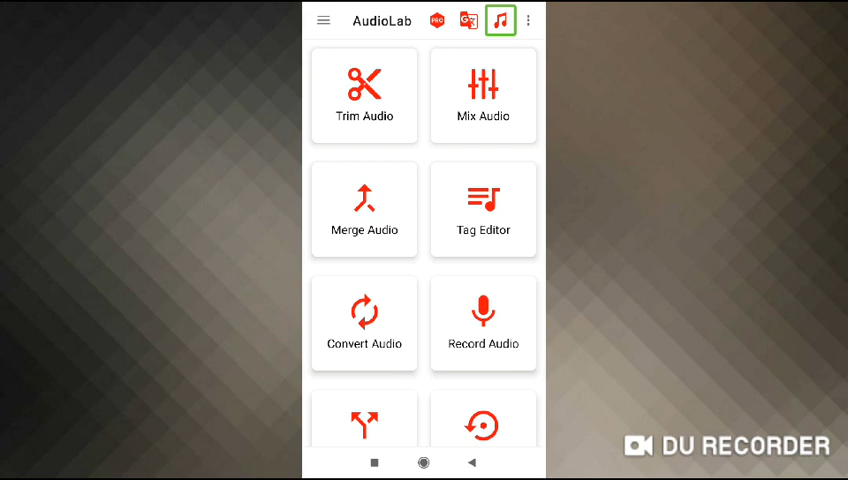 AudioLab PRO
Trim Audio Mix Audio
Merge Audio Tag Editor
Convert Audio Record Audio
DU RECORDER